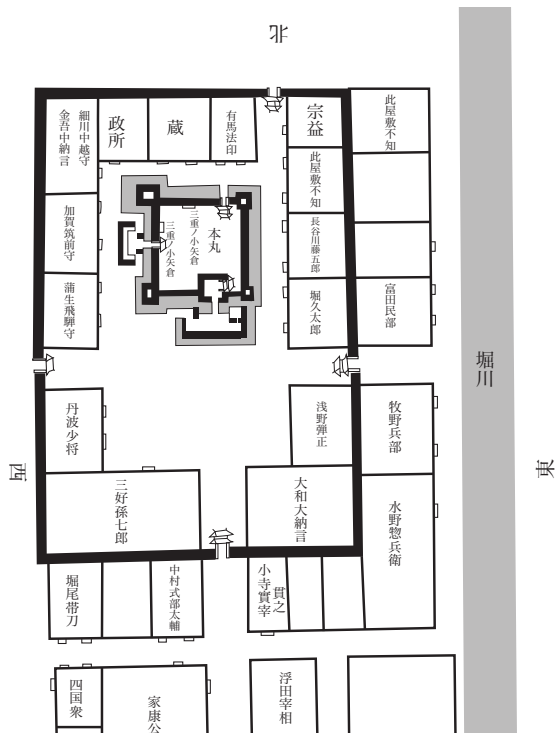 北
細川中越守
金吾中納言
政所
蔵
有馬法印
宗益
此屋敷不知
加賀筑前守
三重ノ小矢倉
三重ノ小矢倉
本丸
此屋敷不知
長谷川藤五郎
蒲生飛騨守
堀久太郎
富田民部
堀川
丹波少将
浅野弾正
牧野兵部
西
東
三好孫七郎
大和大納言
水野惣兵衛
堀尾帯刀
中村式部太輔
小寺實宰
貫之
四国衆
家康公
浮田宰相